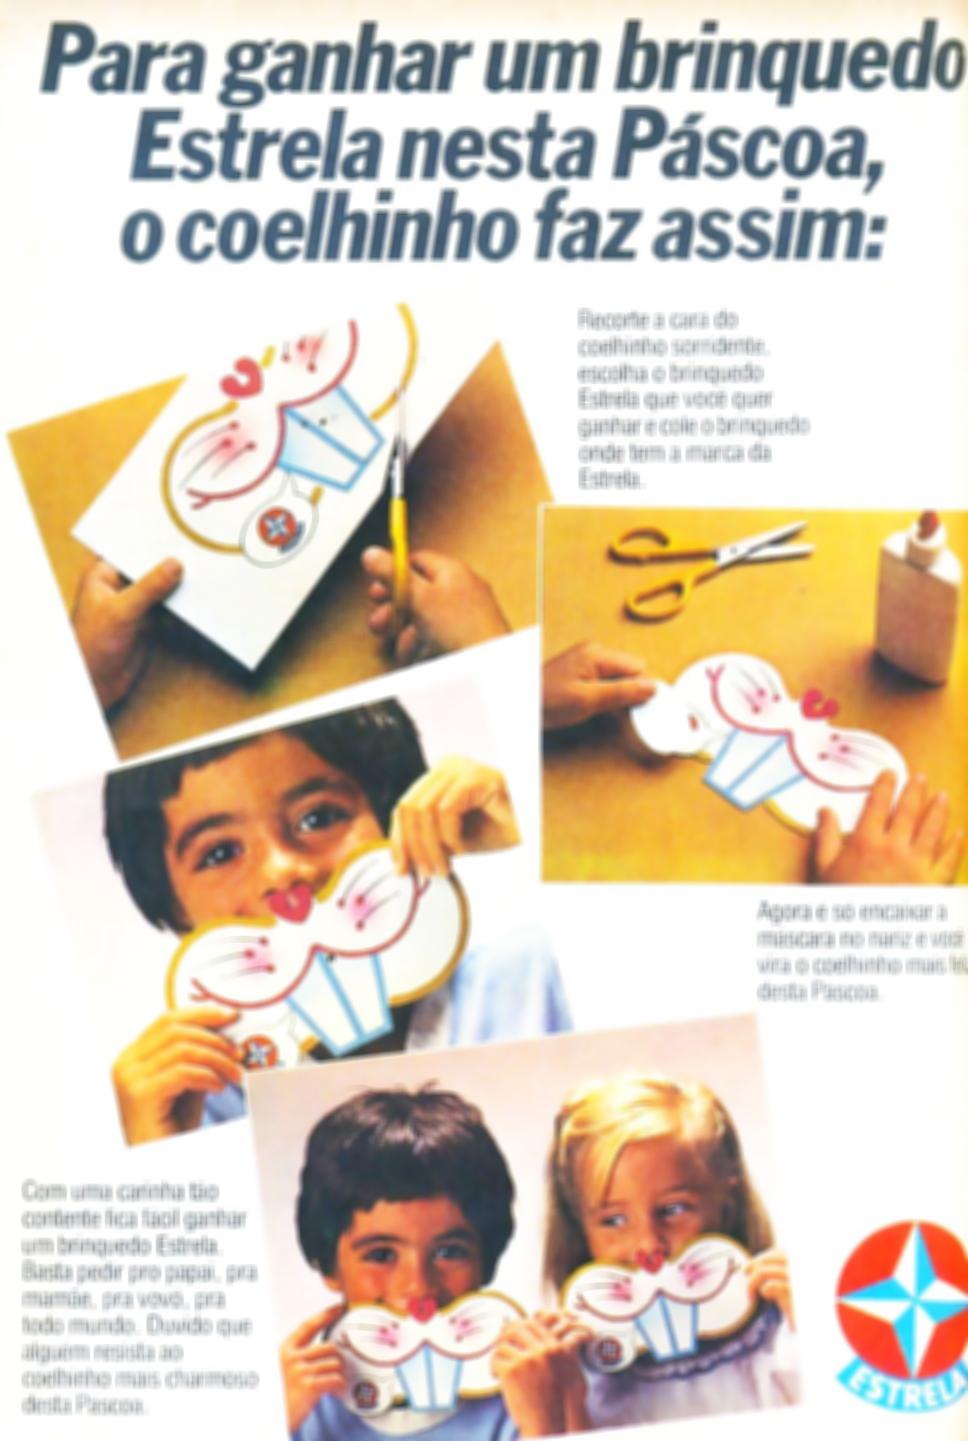 Para ganhar um brinquedo
Estrela nesta Páscoa,
o coelhinho faz assim:
Recorte a cara do
coelhinho sorridente,
escolha o brinquedo
Estrela que você quer
ganhar e cole o brinquedo
onde tem a marca da
Estrela.
Agora é só encaixar a
máscara no nariz e você
vira o coelhinho mais
desta Páscoa.
Com uma carinha tão
contente fica fácil ganhar
um brinquedo Estrela.
Basta pedir pro papai, pra
mamãe, pra vovó, pra
todo mundo. Duvido que
alguém resista ao
coelhinho mais charmoso
desta Páscoa.
ESTRELA